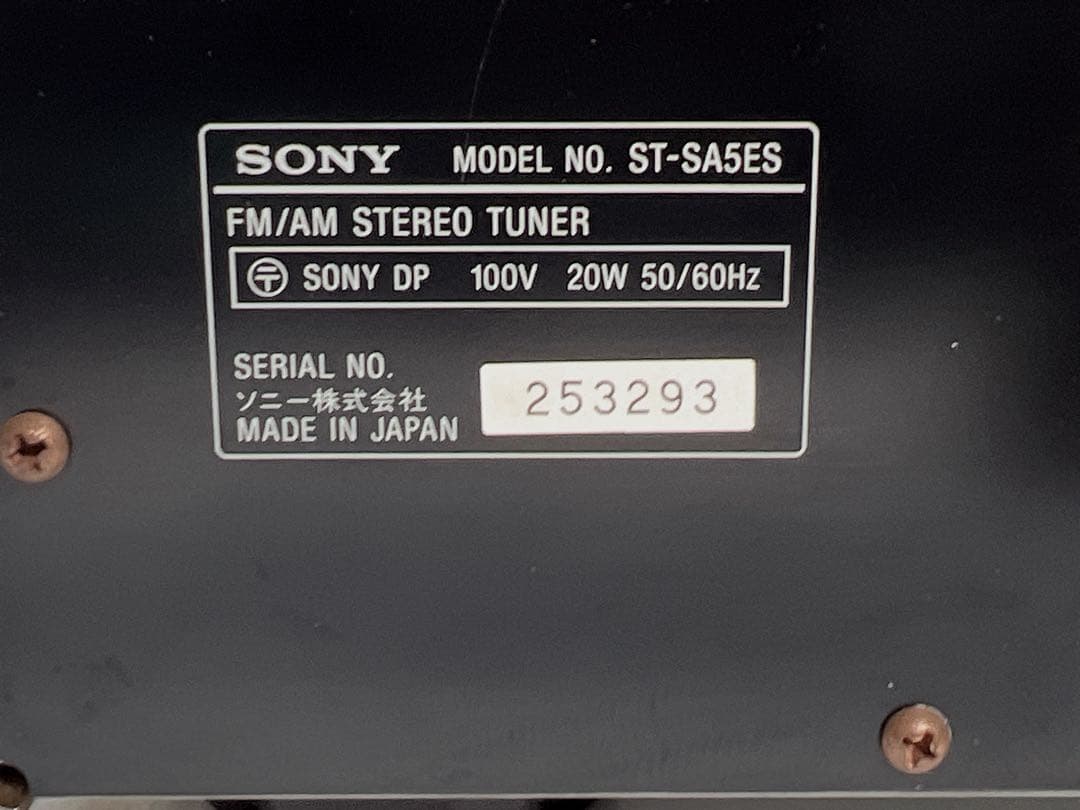 SONY MODEL NO. ST-SA5ES
FM/AM STEREO TUNER
〒 SONY DP 100V 20W 50/60Hz
SERIAL NO.
ソニー株式会社 253293
MADE IN JAPAN